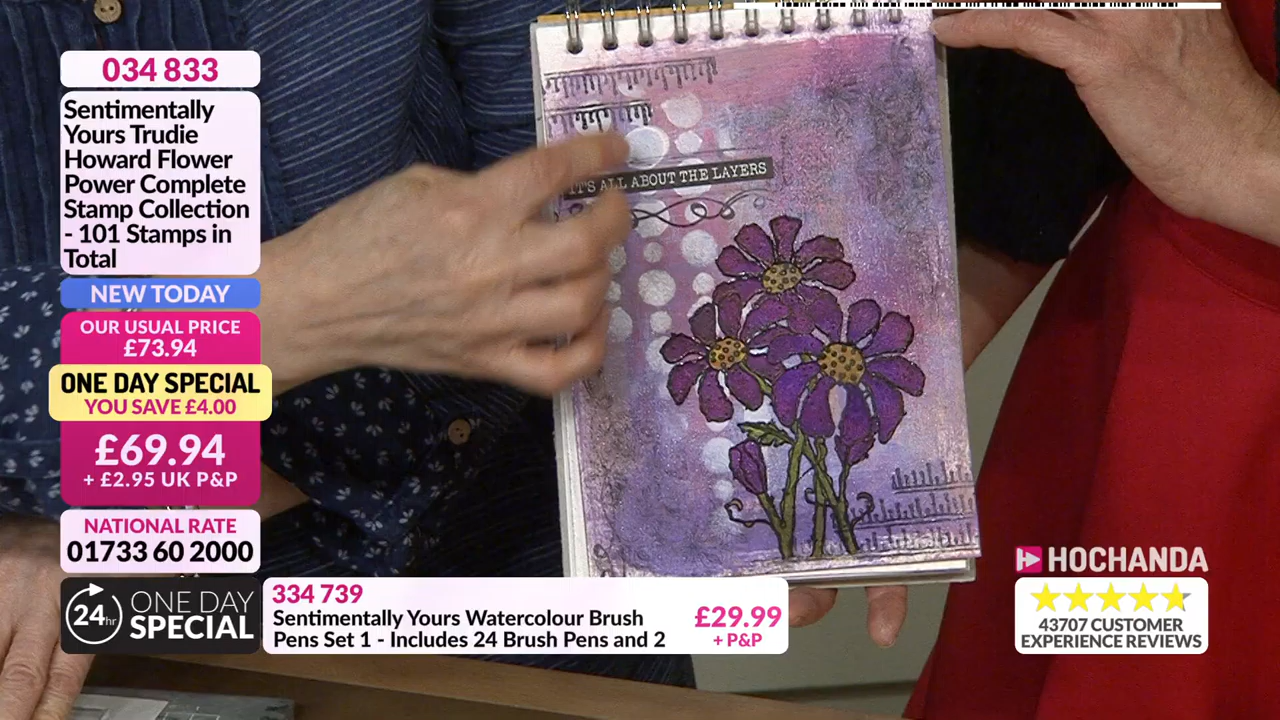 034 833
Sentimentally
Yours Trudie
Howard Flower
Power Complete
Stamp Collection
- 101 Stamps in
Total
NEW TODAY
OUR USUAL PRICE
£73.94
ONE DAY SPECIAL
YOU SAVE £4.00
£69.94
+ £2.95 UK P&P
NATIONAL RATE
01733 60 2000
24hr
ONE DAY
SPECIAL
334 739
Sentimentally Yours Watercolour Brush
Pens Set 1 - Includes 24 Brush Pens and 2
£29.99
+ P&P
IT'S ALL ABOUT THE LAYERS
HOCHANDA
43707 CUSTOMER
EXPERIENCE REVIEWS